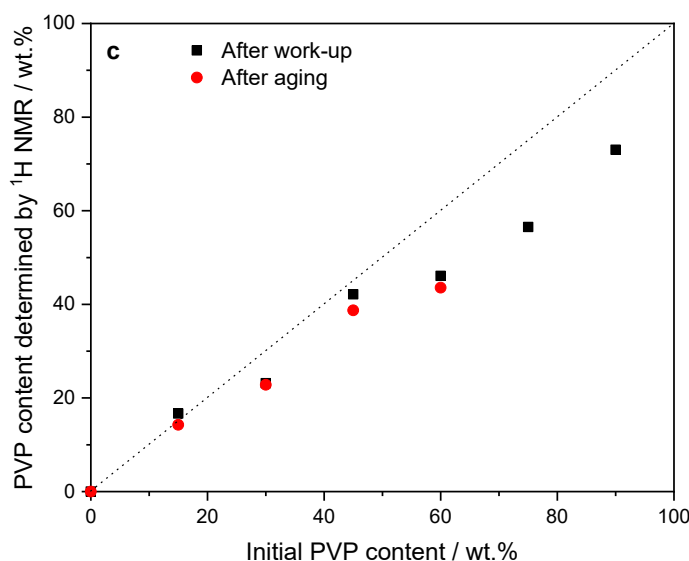 c
After work-up
After aging
PVP content determined by ¹H NMR / wt.%
100
80
60
40
20
0
0 20 40 60 80 100
Initial PVP content / wt.%